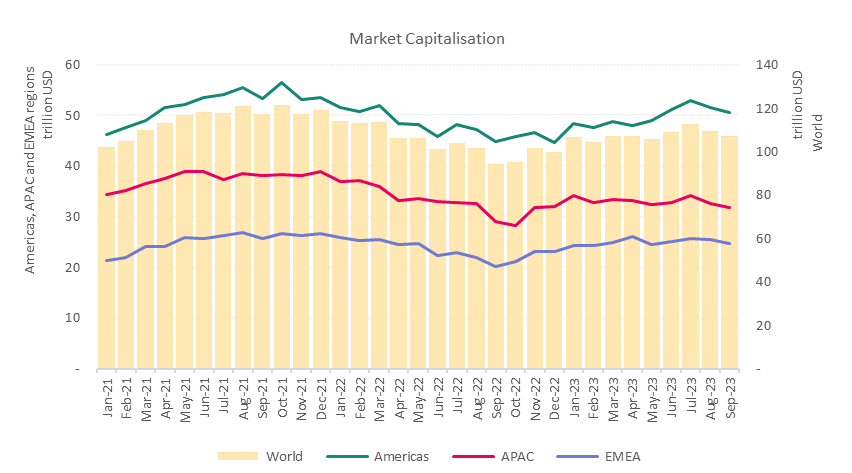 Market Capitalisation
Americas, APAC and EMEA regions
trillion USD
60
50
40
30
20
10
-
140
120
100
80
60
40
20
-
trillion USD
World
Jan-21
Feb-21
Mar-21
Apr-21
May-21
Jun-21
Jul-21
Aug-21
Sep-21
Oct-21
Nov-21
Dec-21
Jan-22
Feb-22
Mar-22
Apr-22
May-22
Jun-22
Jul-22
Aug-22
Sep-22
Oct-22
Nov-22
Dec-22
Jan-23
Feb-23
Mar-23
Apr-23
May-23
Jun-23
Jul-23
Aug-23
Sep-23
World
Americas
APAC
EMEA